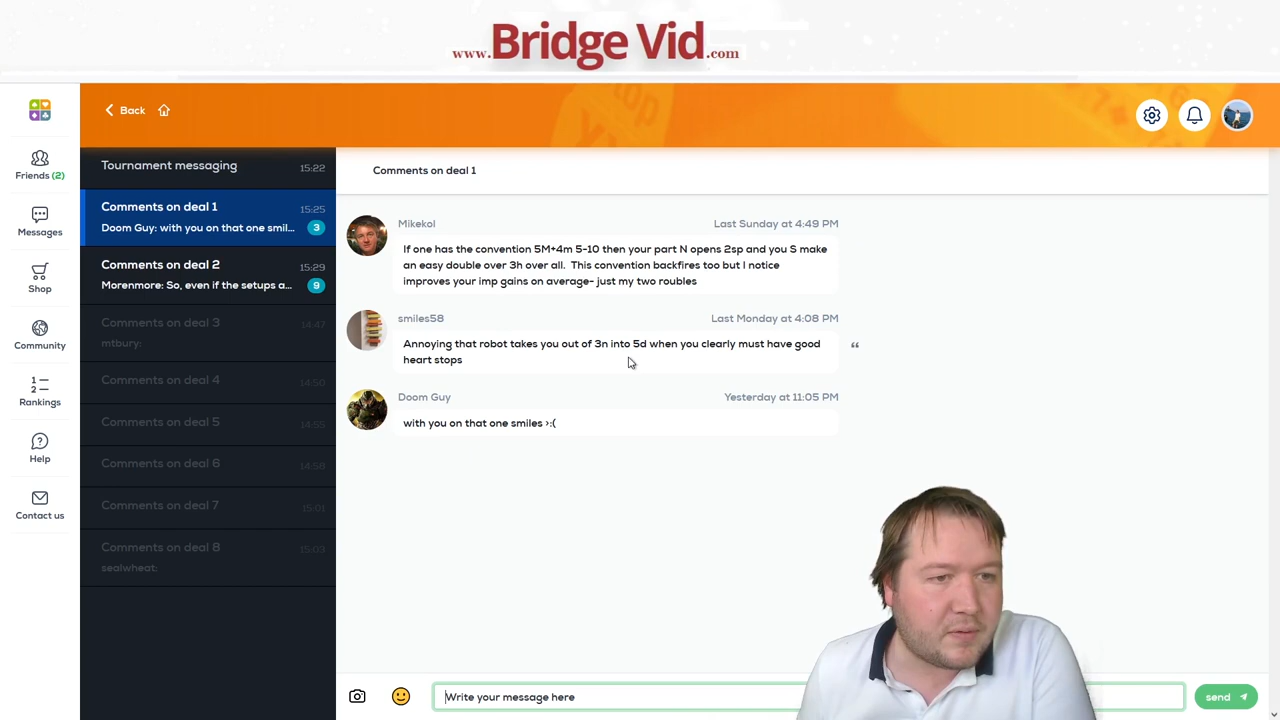 www.Bridge Vid.com
Back
Friends (2)
Messages
Shop
Community
Rankings
Help
Contact us
Tournament messaging
15:22
Comments on deal 1
15:25
Doom Guy: with you on that one smil...
3
Comments on deal 2
15:29
Morenmore: So, even if the setups a...
9
Comments on deal 3
14:47
mtbury:
Comments on deal 4
14:50
Comments on deal 5
14:55
Comments on deal 6
14:58
Comments on deal 7
15:01
Comments on deal 8
15:03
sealwheat:
Comments on deal 1
Mikekol
Last Sunday at 4:49 PM
If one has the convention 5M+4m 5-10 then your part N opens 2sp and you S make
an easy double over 3h over all. This convention backfires too but I notice
improves your imp gains on average- just my two roubles
smiles58
Last Monday at 4:08 PM
Annoying that robot takes you out of 3n into 5d when you clearly must have good
heart stops
Doom Guy
Yesterday at 11:05 PM
with you on that one smiles >:(
Write your message here
send